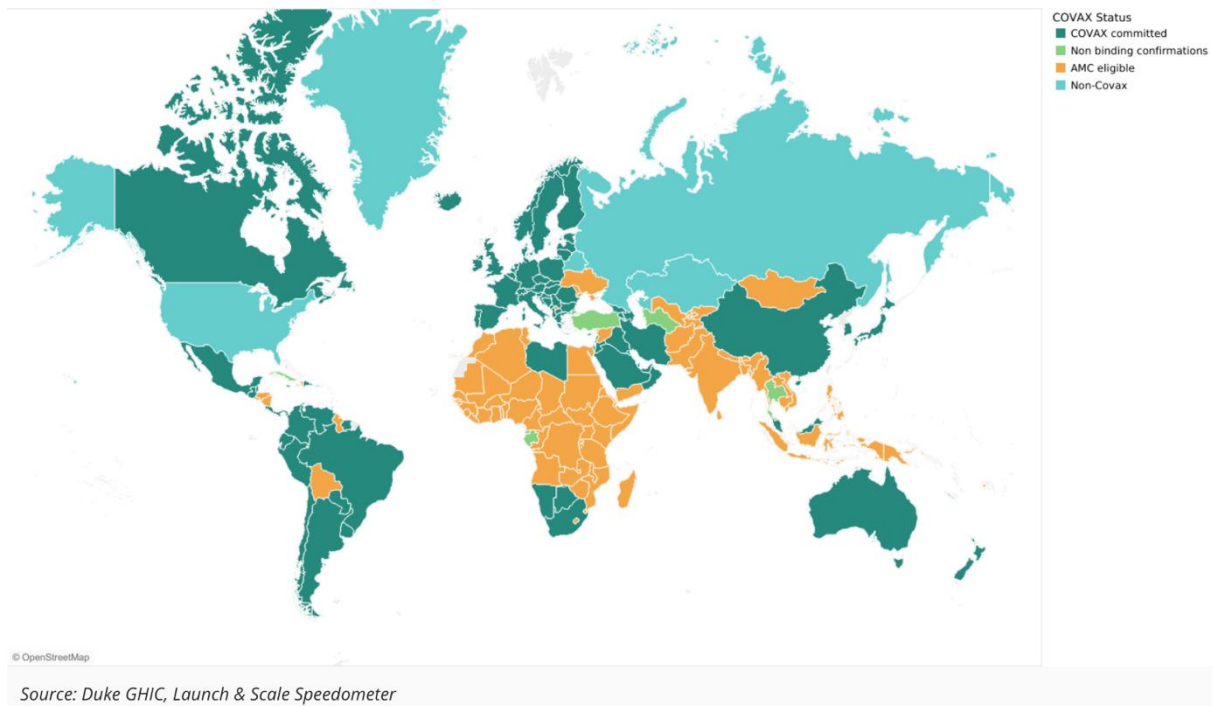 COVAX Status
COVAX committed
Non binding confirmations
AMC eligible
Non-Covax
© OpenStreetMap
Source: Duke GHIC, Launch & Scale Speedometer